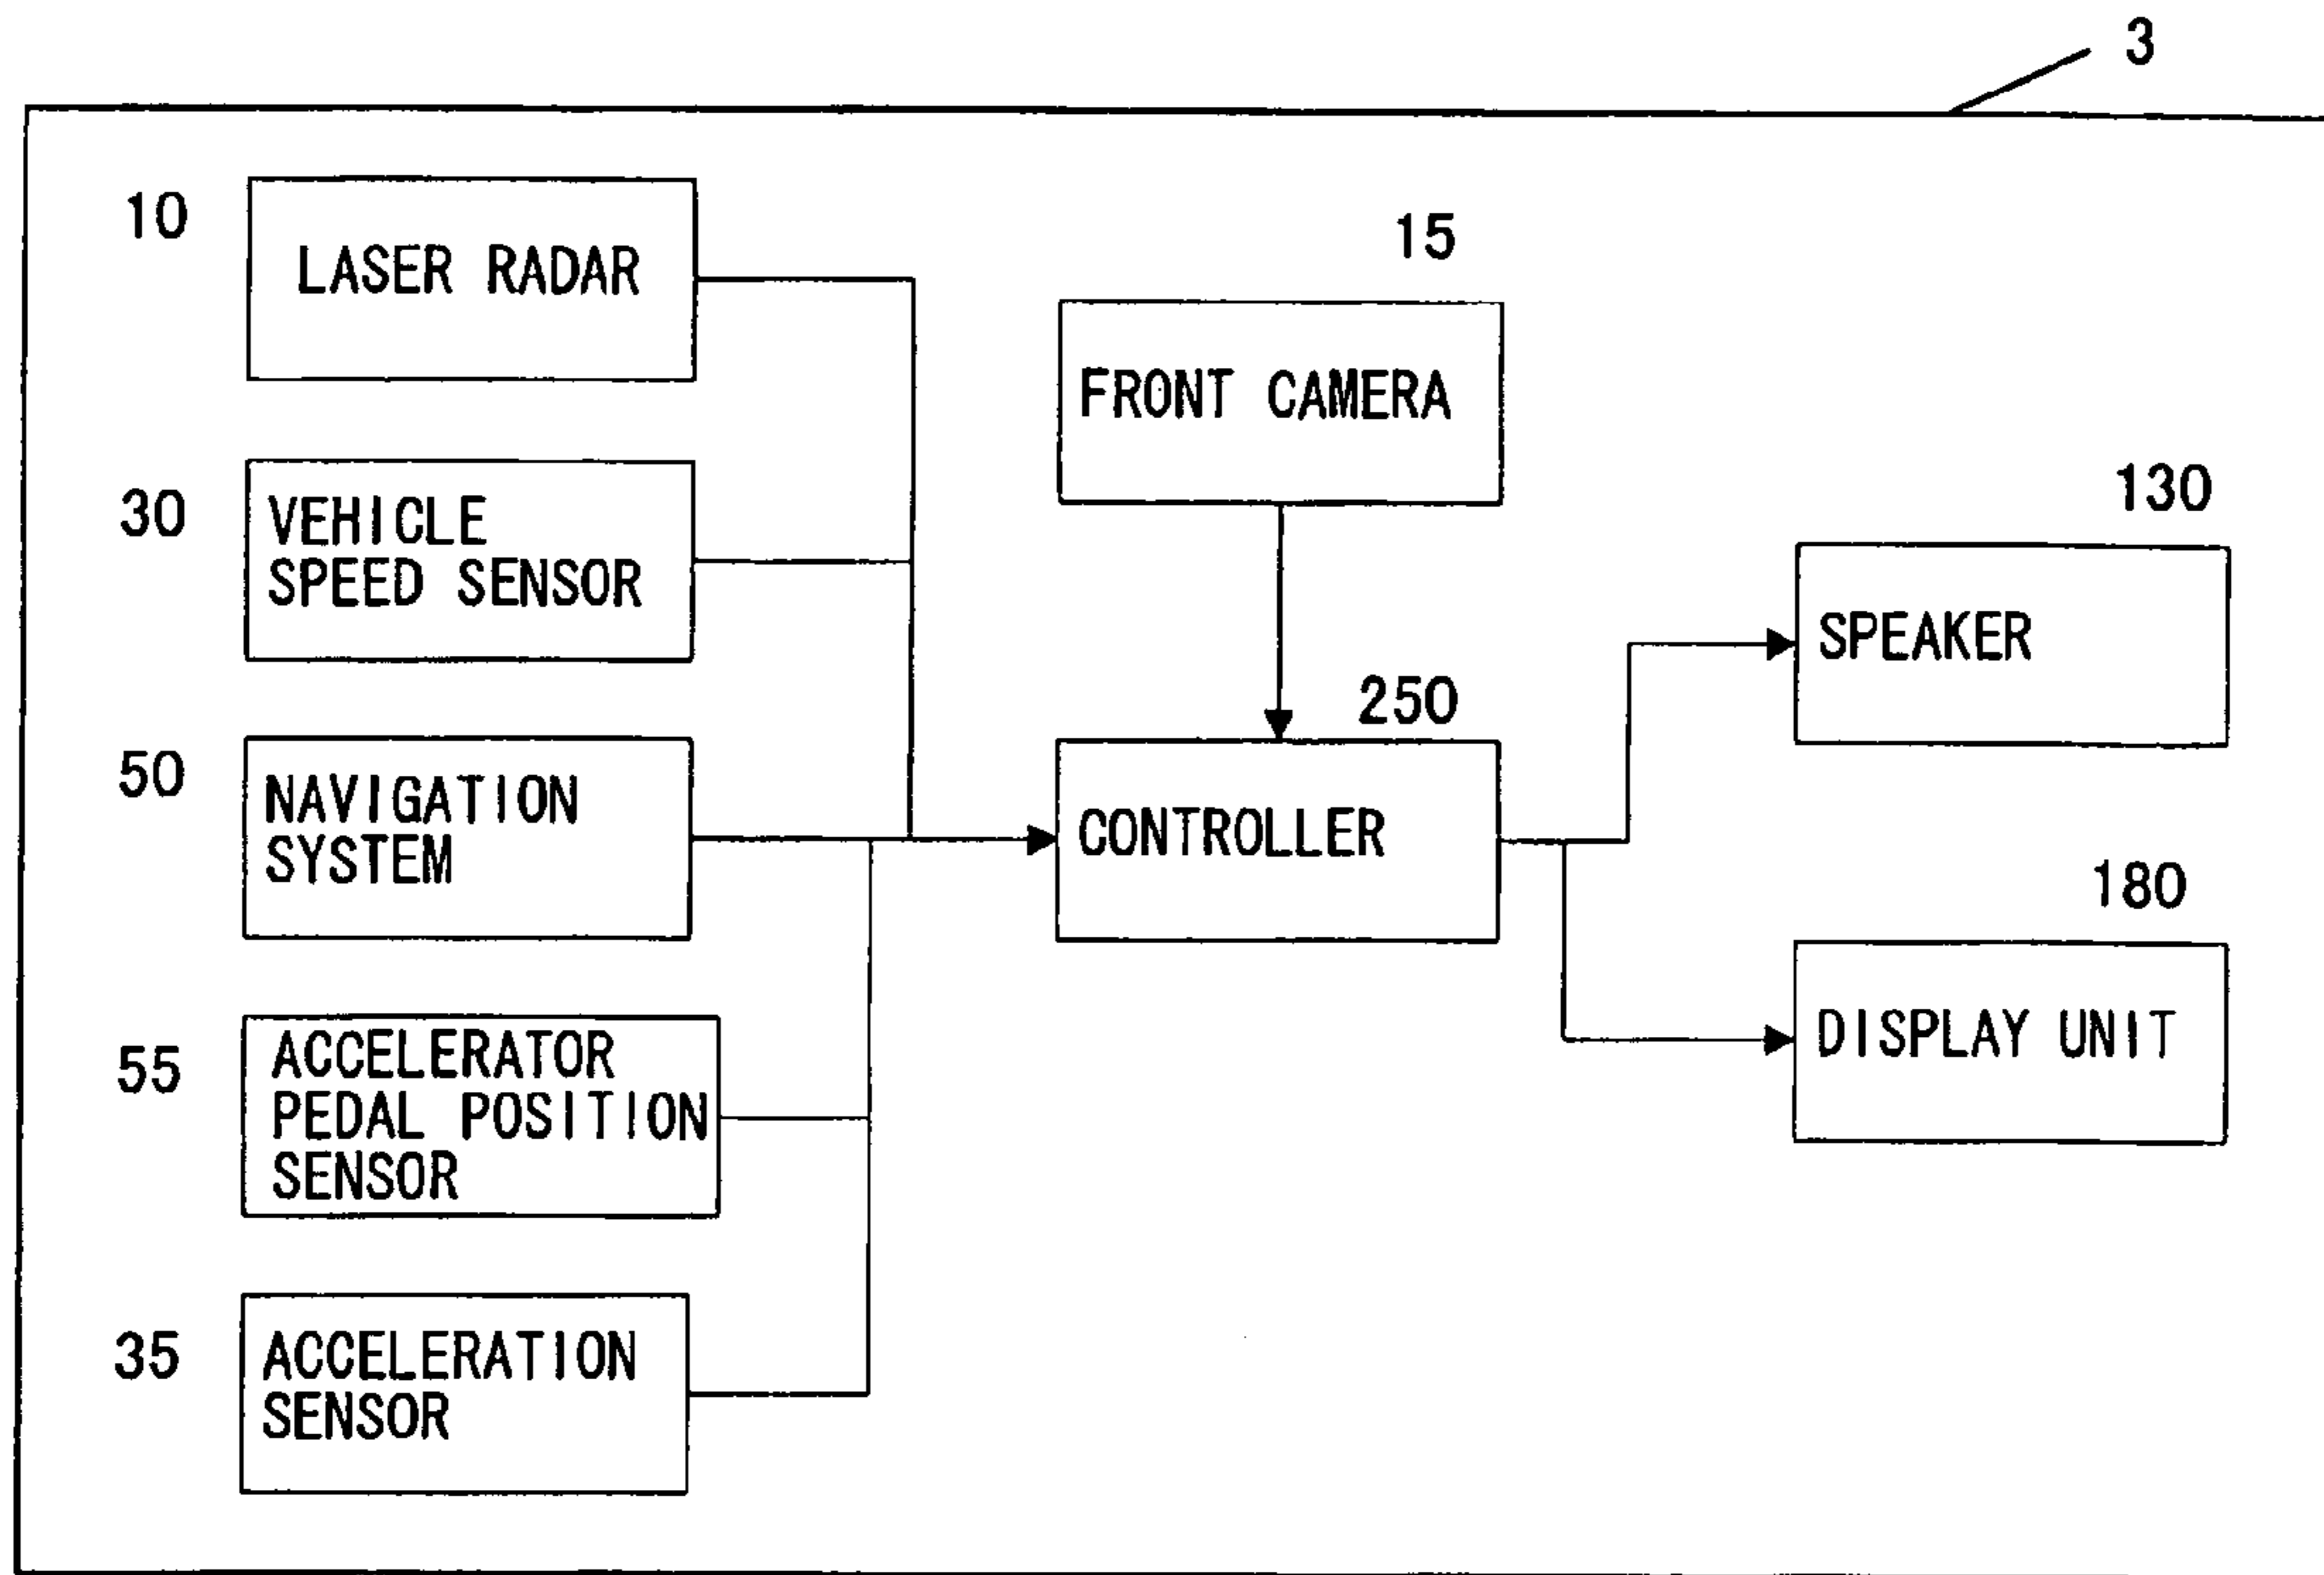 3
10
LASER RADAR
15
FRONT CAMERA
30
VEHICLE
SPEED SENSOR
130
SPEAKER
50
NAVIGATION
SYSTEM
250
CONTROLLER
180
DISPLAY UNIT
55
ACCELERATOR
PEDAL POSITION
SENSOR
35
ACCELERATION
SENSOR